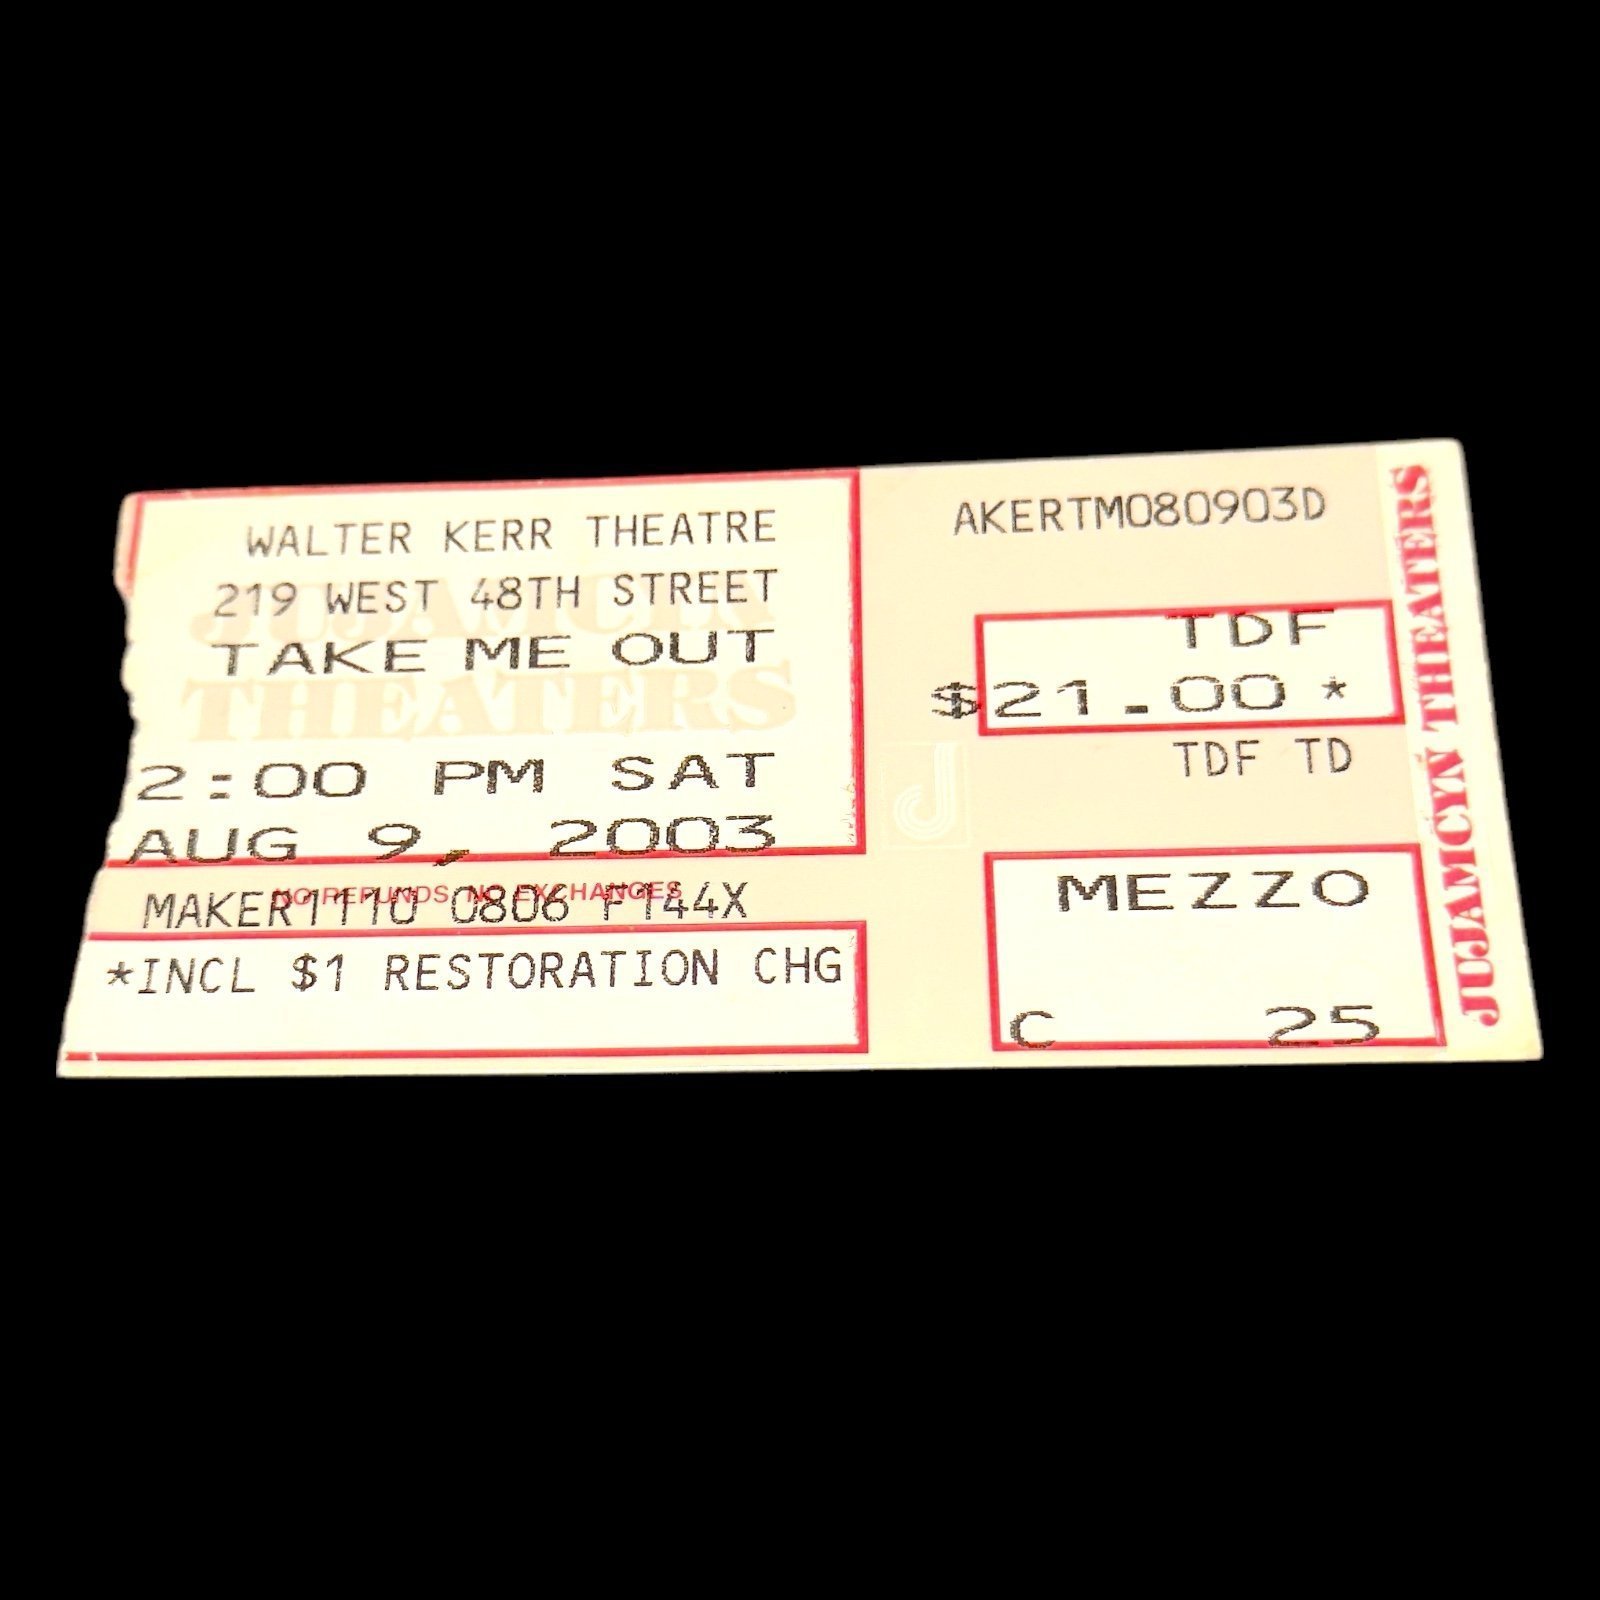 WALTER KERR THEATRE
219 WEST 48TH STREET
JUJAMCYN
TAKE ME OUT
THEATERS
2:00 PM SAT
AUG 9, 2003
NO REFUNDS NO EXCHANGES
MAKER1110 0806 F144X
*INCL $1 RESTORATION CHG
AKERTM080903D
TDF
$21.00*
TDF TD
J
MEZZO
C 25
JUJAMCYN THEATERS